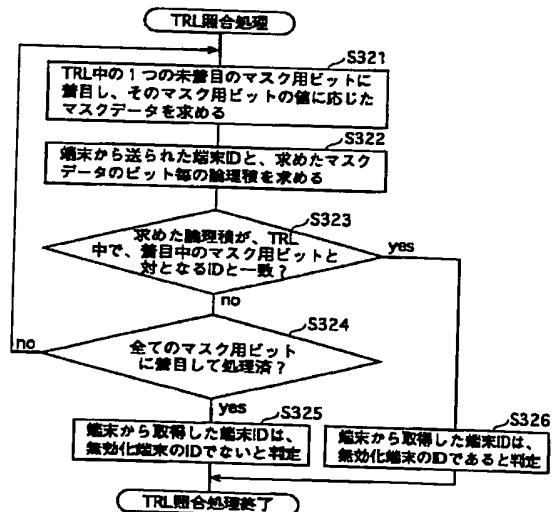 TRL照合処理
S321
TRL中の1つの未着目のマスク用ビットに
着目し、そのマスク用ビットの値に応じた
マスクデータを求める
S322
端末から送られた端末IDと、求めたマスク
データのビット毎の論理積を求める
S323
求めた論理積が、TRL
中で、着目中のマスク用ビットと
対となるIDと一致？
yes
no
S324
全てのマスク用ビット
に着目して処理済？
no
yes
S325
端末から取得した端末IDは、
無効化端末のIDでないと判定
S326
端末から取得した端末IDは、
無効化端末のIDであると判定
TRL照合処理終了